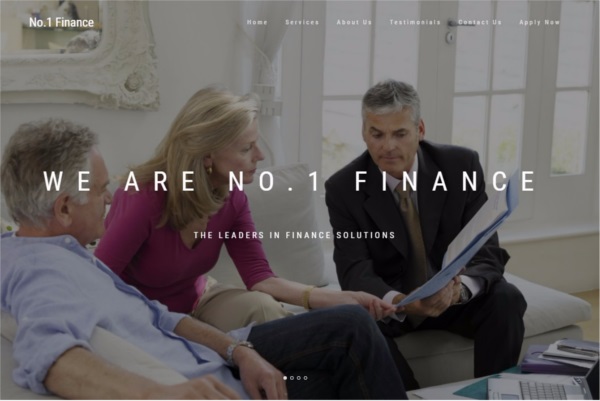 No.1 Finance
Home Services About Us Testimonials Contact Us Apply Now
WE ARE NO.1 FINANCE
THE LEADERS IN FINANCE SOLUTIONS